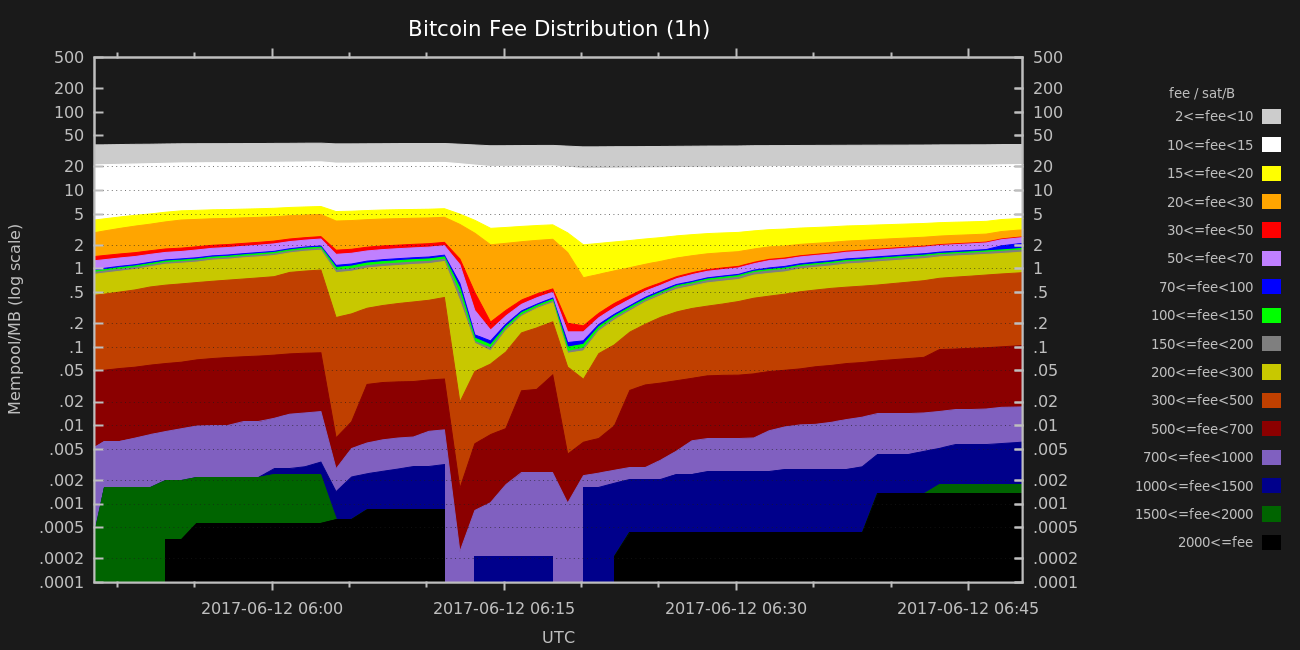 Bitcoin Fee Distribution (1h)
Mempool/MB (log scale)
500
200
100
50
20
10
5
2
1
.5
.2
.1
.05
.02
.01
.005
.002
.001
.0005
.0002
.0001
500
200
100
50
20
10
5
2
1
.5
.2
.1
.05
.02
.01
.005
.002
.001
.0005
.0002
.0001
fee / sat/B
2<=fee<10
10<=fee<15
15<=fee<20
20<=fee<30
30<=fee<50
50<=fee<70
70<=fee<100
100<=fee<150
150<=fee<200
200<=fee<300
300<=fee<500
500<=fee<700
700<=fee<1000
1000<=fee<1500
1500<=fee<2000
2000<=fee
2017-06-12 06:00 2017-06-12 06:15 2017-06-12 06:30 2017-06-12 06:45
UTC